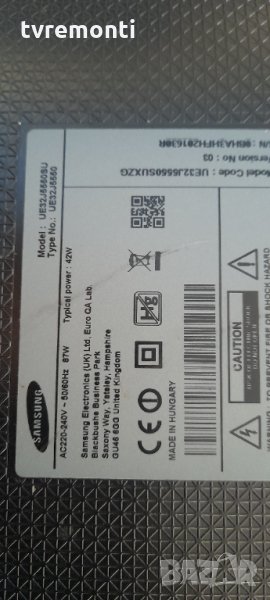 tvremonti
SAMSUNG
Model : UE32J5550SU
Type No.: UE32J5550
AC220-240V ~ 50/60Hz 87W Typical power : 42W
Samsung Electronics (UK) Ltd, Euro QA Lab.
Blackbushe Business Park
Saxony Way, Yateley, Hampshire
GU46 6GG United Kingdom
MADE IN HUNGARY
Model Code : UE32J5550SUXZG
Version No : 03
CAUTION
bazar